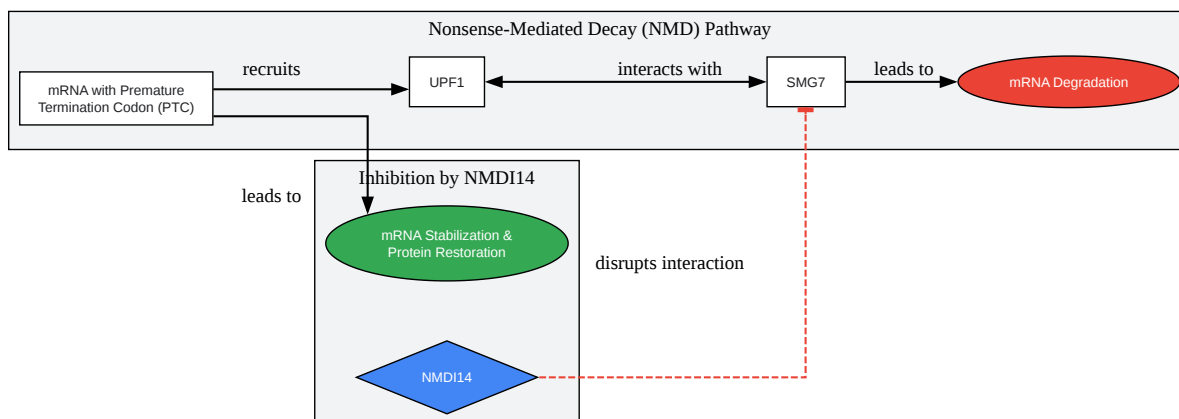 Nonsense-Mediated Decay (NMD) Pathway
mRNA with Premature
Termination Codon (PTC)
recruits
UPF1
interacts with
SMG7
leads to
mRNA Degradation
leads to
Inhibition by NMDI14
mRNA Stabilization &
Protein Restoration
disrupts interaction
NMDI14